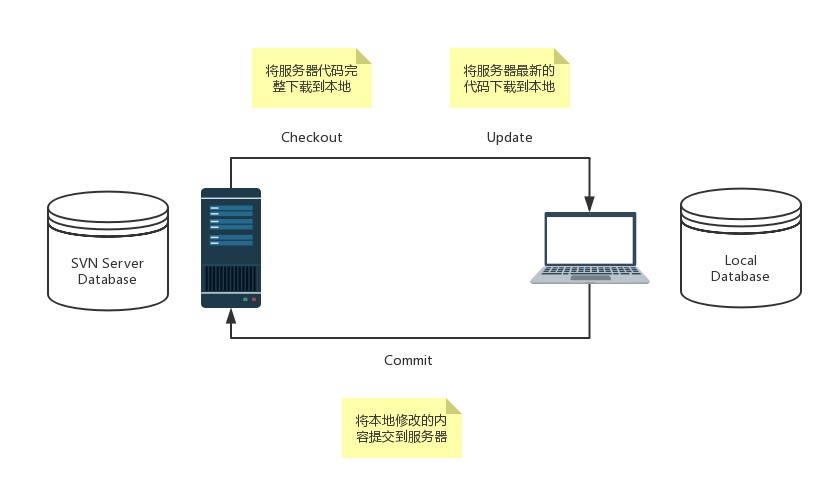 将服务器代码完
整下载到本地
将服务器最新的
代码下载到本地
Checkout
Update
SVN Server
Database
Local
Database
Commit
将本地修改的内
容提交到服务器